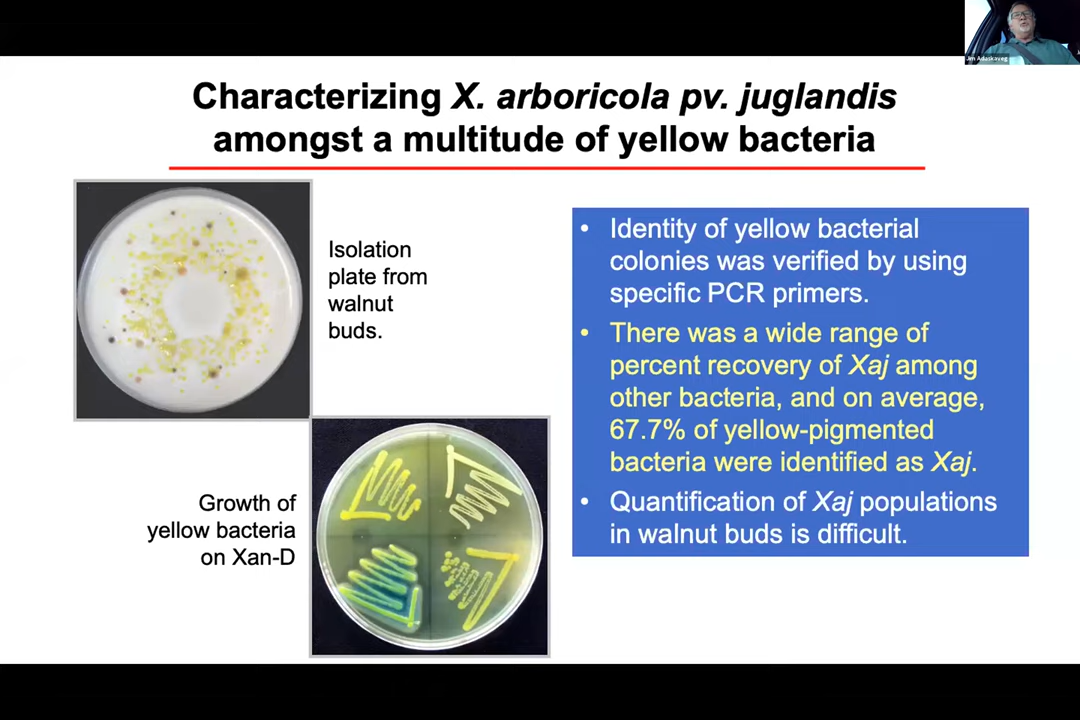 Jim Adaskaveg
Characterizing X. arboricola pv. juglandis
amongst a multitude of yellow bacteria
Isolation
plate from
walnut
buds.
Growth of
yellow bacteria
on Xan-D
• Identity of yellow bacterial
colonies was verified by using
specific PCR primers.
• There was a wide range of
percent recovery of Xaj among
other bacteria, and on average,
67.7% of yellow-pigmented
bacteria were identified as Xaj.
• Quantification of Xaj populations
in walnut buds is difficult.